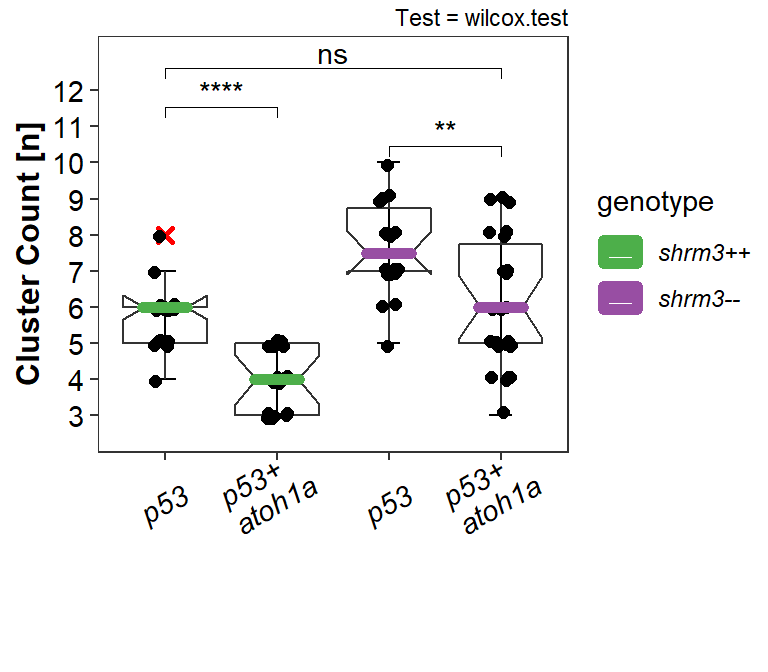 Test = wilcox.test
ns
****
**
Cluster Count [n]
12
11
10
9
8
7
6
5
4
3
p53
p53+
atoh1a
p53
p53+
atoh1a
genotype
shrm3++
shrm3--